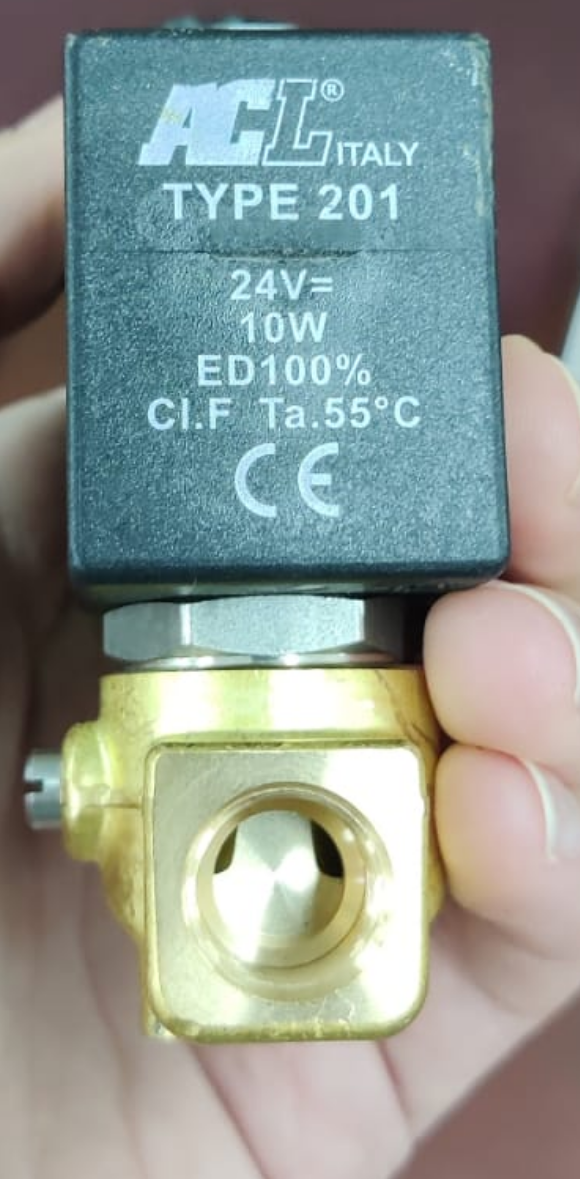 ACL® ITALY
TYPE 201
24V=
10W
ED100%
Cl.F Ta.55°C
CE